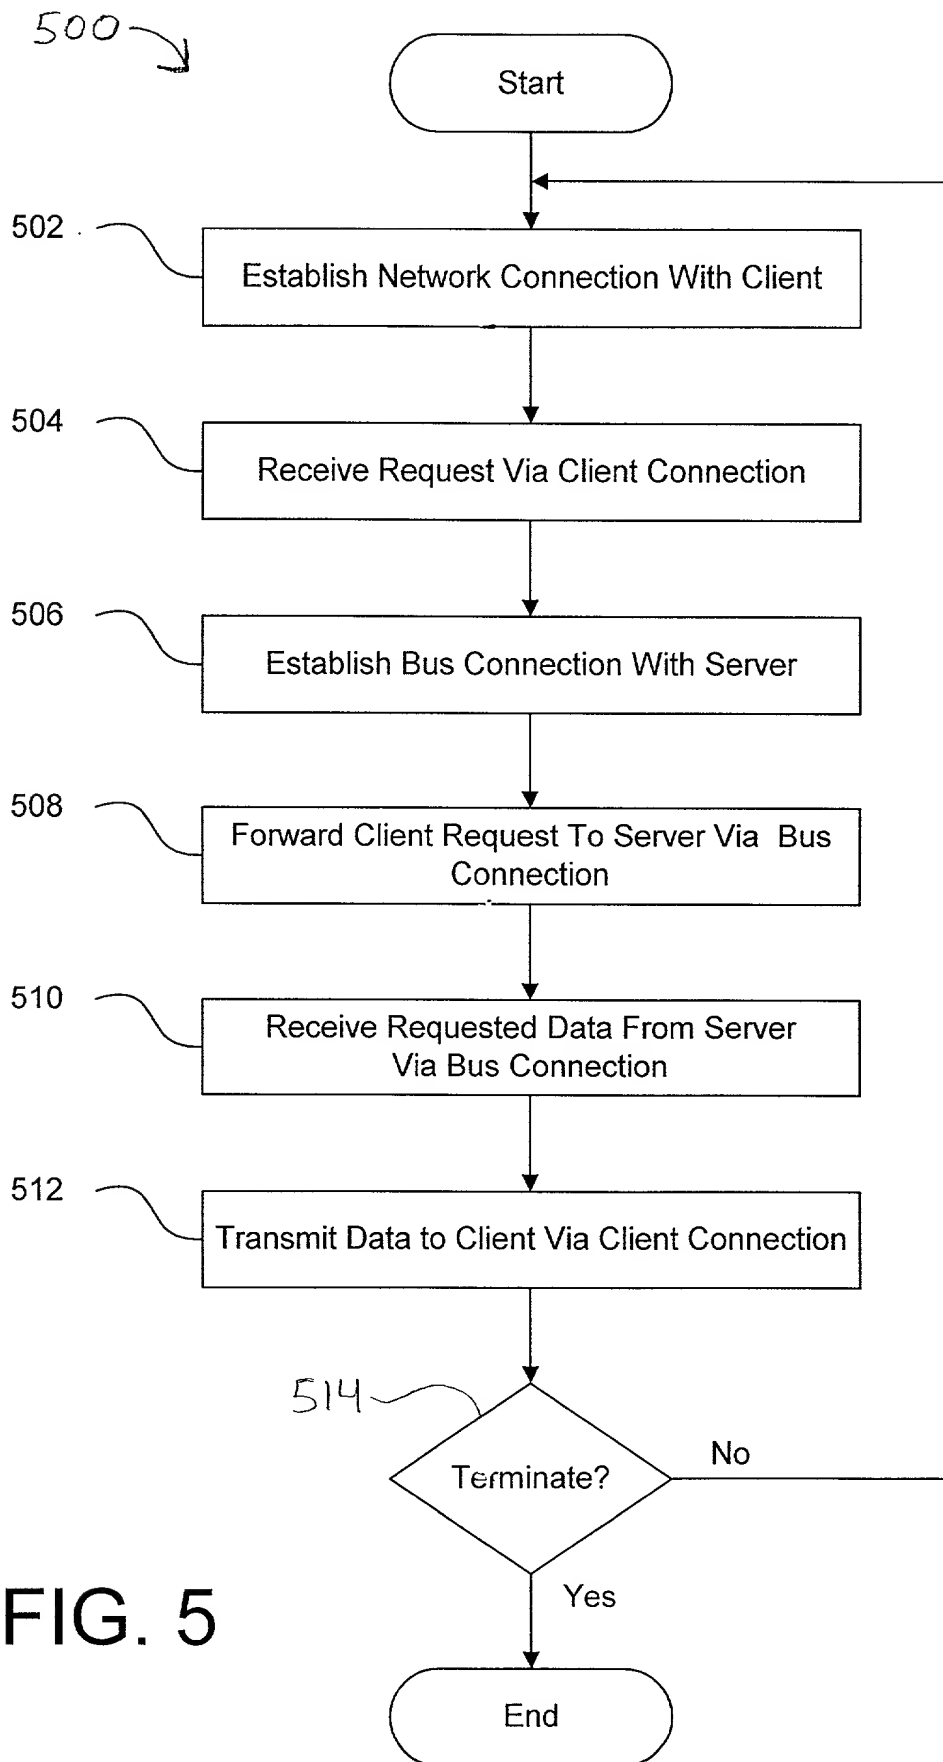 500
Start
502
Establish Network Connection With Client
504
Receive Request Via Client Connection
506
Establish Bus Connection With Server
508
Forward Client Request To Server Via Bus
Connection
510
Receive Requested Data From Server
Via Bus Connection
512
Transmit Data to Client Via Client Connection
514
Terminate?
No
Yes
FIG. 5
End